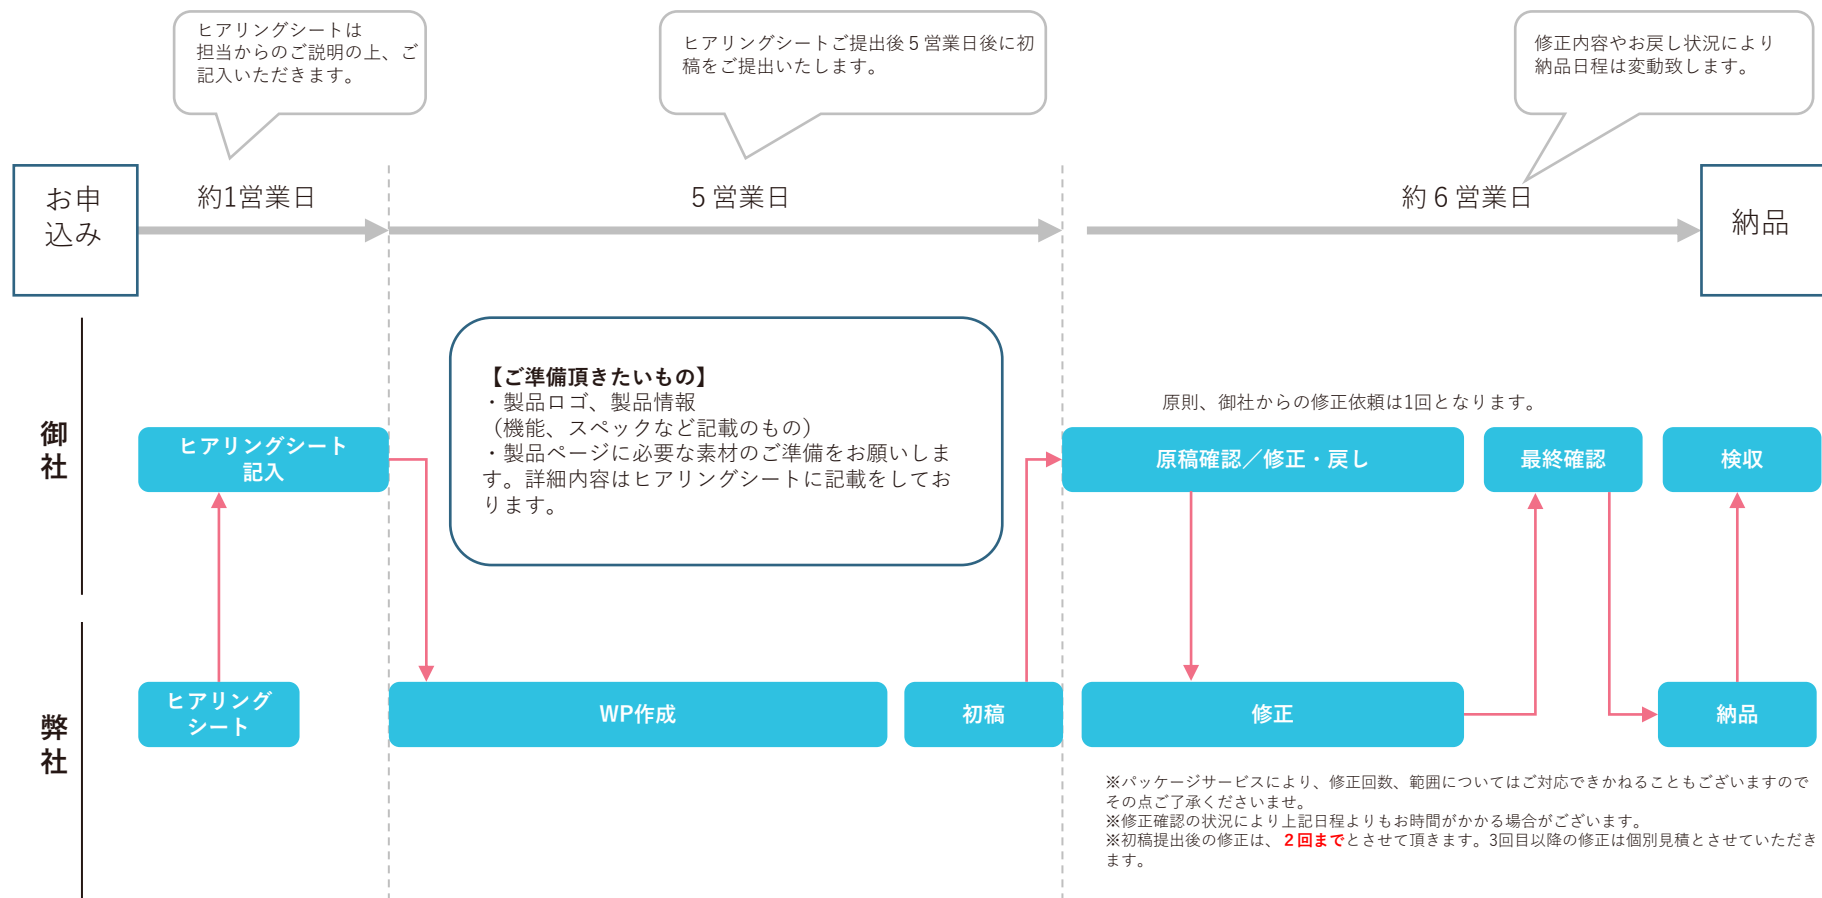 ヒアリングシートは
担当からのご説明の上、ご
記入いただきます。
ヒアリングシートご提出後５営業日後に初
稿をご提出いたします。
修正内容やお戻し状況により
納品日程は変動致します。
お申
込み
約1営業日
５営業日
約６営業日
納品
御
社
【ご準備頂きたいもの】
・製品ロゴ、製品情報
（機能、スペックなど記載のもの）
・製品ページに必要な素材のご準備をお願いしま
す。詳細内容はヒアリングシートに記載をしてお
ります。
原則、御社からの修正依頼は1回となります。
ヒアリングシート
記入
原稿確認／修正・戻し
最終確認
検収
弊
社
ヒアリング
シート
WP作成
初稿
修正
納品
※パッケージサービスにより、修正回数、範囲についてはご対応できかねることもございますので
その点ご了承くださいませ。
※修正確認の状況により上記日程よりもお時間がかかる場合がございます。
※初稿提出後の修正は、２回までとさせて頂きます。3回目以降の修正は個別見積とさせていただき
ます。